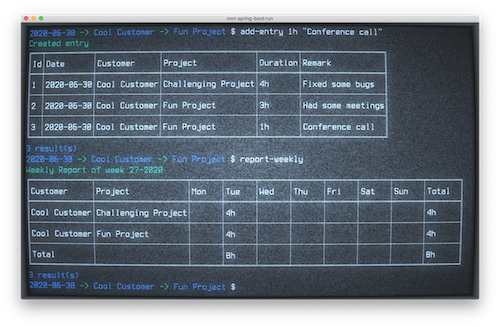 mvn spring-boot:run
2020-06-30 -> Cool Customer -> Fun Project $ add-entry 1h "Conference call"
Created entry
Id Date Customer Project Duration Remark
1 2020-06-30 Cool Customer Challenging Project 4h Fixed some bugs
2 2020-06-30 Cool Customer Fun Project 3h Had some meetings
3 2020-06-30 Cool Customer Fun Project 1h Conference call
3 result(s)
2020-06-30 -> Cool Customer -> Fun Project $ report-weekly
Weekly Report of week 27-2020
Customer Project Mon Tue Wed Thu Fri Sat Sun Total
Cool Customer Challenging Project 4h 4h
Cool Customer Fun Project 4h 4h
Total 8h 8h
3 result(s)
2020-06-30 -> Cool Customer -> Fun Project $